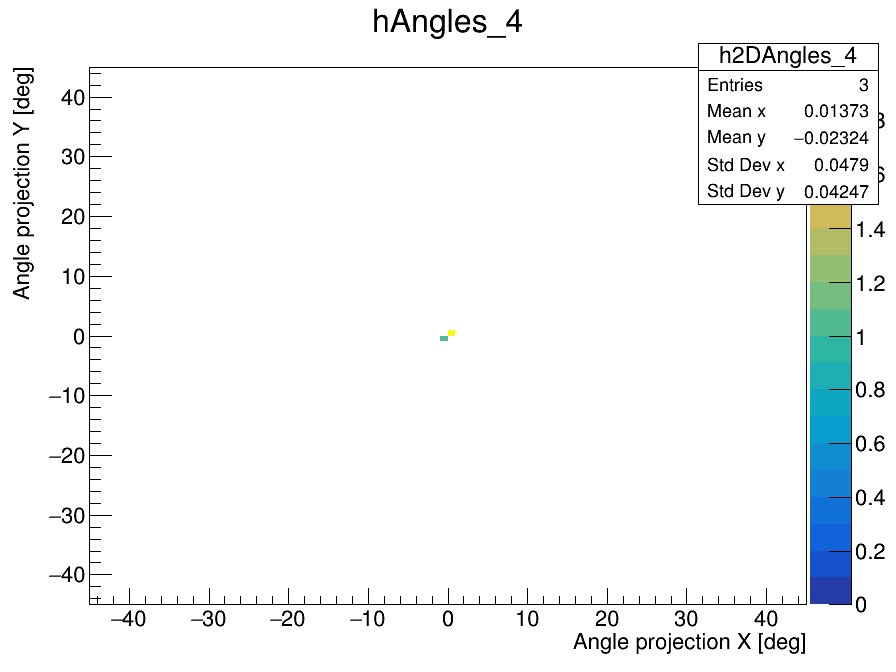 hAngles_4
h2DAngles_4
Entries 3
Mean x 0.01373
Mean y −0.02324
Std Dev x 0.0479
Std Dev y 0.04247
Angle projection Y [deg]
40
30
20
10
0
−10
−20
−30
−40
−40 −30 −20 −10 0 10 20 30 40
Angle projection X [deg]
1.4
1.2
1
0.8
0.6
0.4
0.2
0